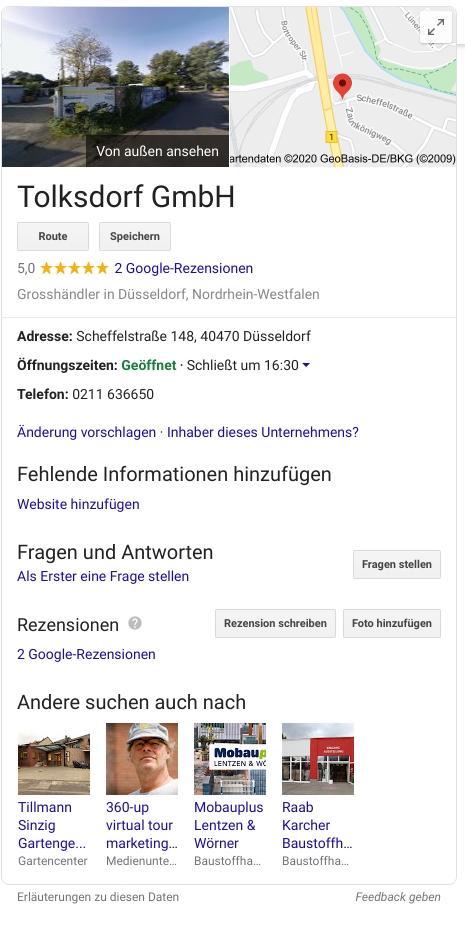 Bottroper Str.
Lüne
Scheffelstraße
Zaunkönigweg
1
Von außen ansehen
artendaten ©2020 GeoBasis-DE/BKG (©2009)
Tolksdorf GmbH
Route
Speichern
5,0 ★★★★★ 2 Google-Rezensionen
Grosshändler in Düsseldorf, Nordrhein-Westfalen
Adresse: Scheffelstraße 148, 40470 Düsseldorf
Öffnungszeiten: Geöffnet · Schließt um 16:30
Telefon: 0211 636650
Änderung vorschlagen · Inhaber dieses Unternehmens?
Fehlende Informationen hinzufügen
Website hinzufügen
Fragen und Antworten
Fragen stellen
Als Erster eine Frage stellen
Rezensionen ?
Rezension schreiben
Foto hinzufügen
2 Google-Rezensionen
Andere suchen auch nach
Mobaup
LENTZEN & WÖ
Tillmann
Sinzig
Gartenge...
Gartencenter
360-up
virtual tour
marketing...
Medienunte...
Mobauplus
Lentzen &
Wörner
Baustoffha...
Raab
Karcher
Baustoffh...
Baustoffha...
Erläuterungen zu diesen Daten
Feedback geben